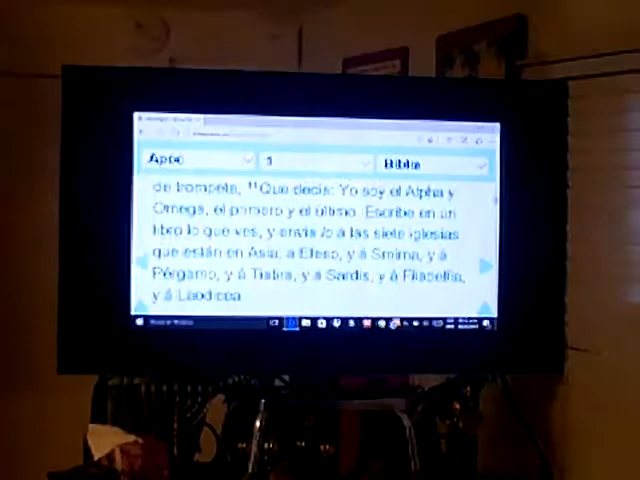 Apoc 1 Biblia
de trompeta, 11 Que decía: Yo soy el Alpha y
Omega, el primero y el último. Escribe en un
libro lo que ves, y envía lo á las siete iglesias
que están en Asia; á Efeso, y á Smirna, y á
Pérgamo, y á Tiatira, y á Sardis, y á Filadelfia,
y á Laodicea